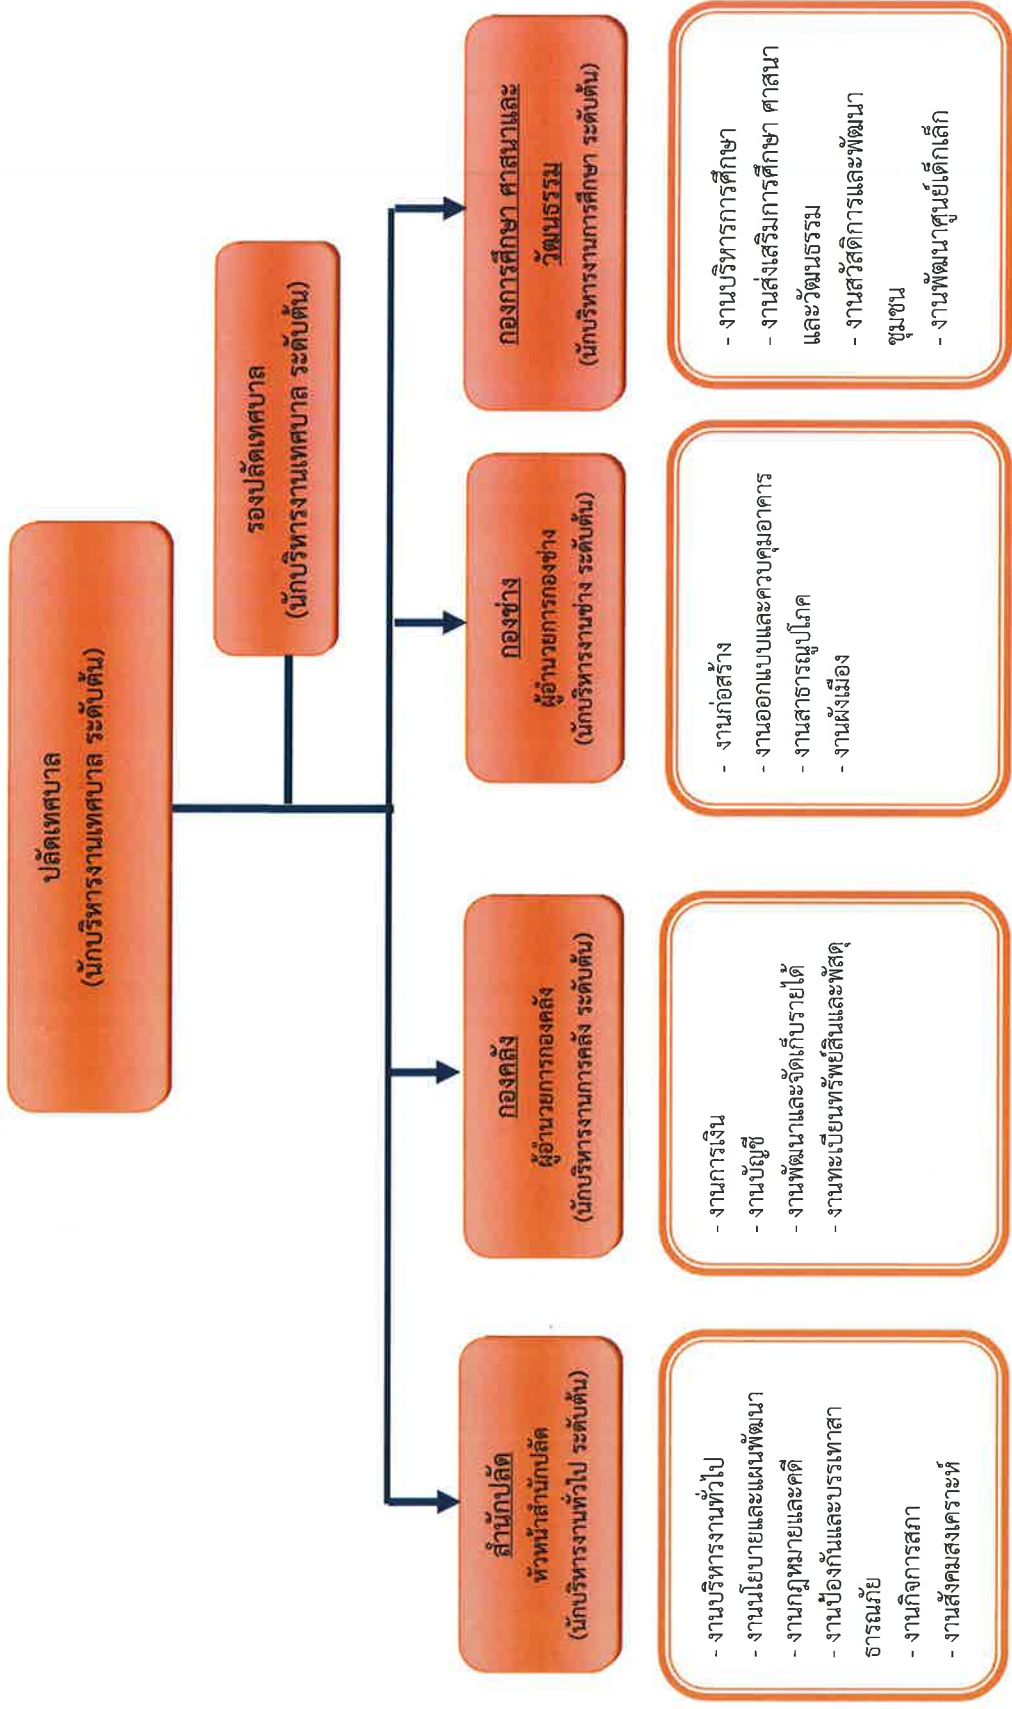 ปลัดเทศบาล
(นักบริหารงานเทศบาล ระดับต้น)
รองปลัดเทศบาล
(นักบริหารงานเทศบาล ระดับต้น)
สำนักปลัด
หัวหน้าสำนักปลัด
(นักบริหารงานทั่วไป ระดับต้น)
กองคลัง
ผู้อำนวยการกองคลัง
(นักบริหารงานการคลัง ระดับต้น)
กองช่าง
ผู้อำนวยการกองช่าง
(นักบริหารงานช่าง ระดับต้น)
กองการศึกษา ศาสนาและ
วัฒนธรรม
(นักบริหารงานการศึกษา ระดับต้น)
- งานบริหารงานทั่วไป
- งานนโยบายและแผนพัฒนา
- งานกฎหมายและคดี
- งานป้องกันและบรรเทาสา
ธารณภัย
- งานกิจการสภา
- งานสังคมสงเคราะห์
- งานการเงิน
- งานบัญชี
- งานพัฒนาและจัดเก็บรายได้
- งานทะเบียนทรัพย์สินและพัสดุ
- งานก่อสร้าง
- งานออกแบบและควบคุมอาคาร
- งานสาธารณูปโภค
- งานผังเมือง
- งานบริหารการศึกษา
- งานส่งเสริมการศึกษา ศาสนา
และวัฒนธรรม
- งานสวัสดิการและพัฒนา
ชุมชน
- งานพัฒนาศูนย์เด็กเล็ก